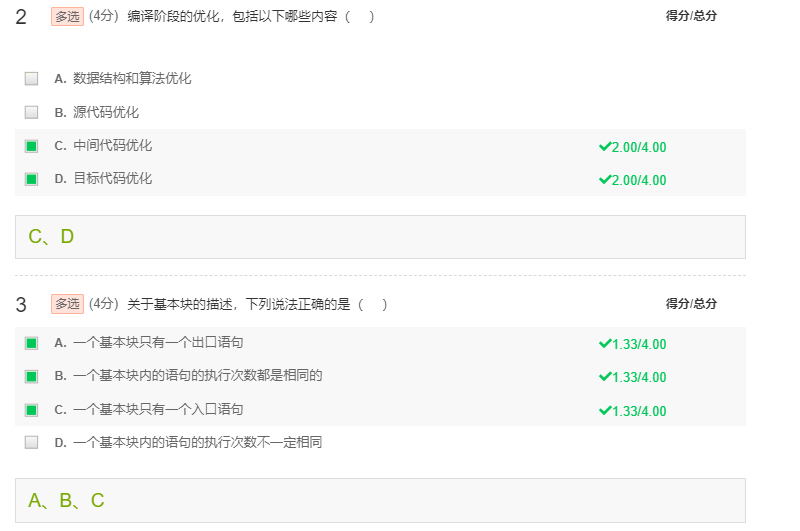 2 多选 (4分) 编译阶段的优化，包括以下哪些内容（ ） 得分/总分
A. 数据结构和算法优化
B. 源代码优化
C. 中间代码优化 2.00/4.00
D. 目标代码优化 2.00/4.00
C、D
3 多选 (4分) 关于基本块的描述，下列说法正确的是（ ） 得分/总分
A. 一个基本块只有一个出口语句 1.33/4.00
B. 一个基本块内的语句的执行次数都是相同的 1.33/4.00
C. 一个基本块只有一个入口语句 1.33/4.00
D. 一个基本块内的语句的执行次数不一定相同
A、B、C